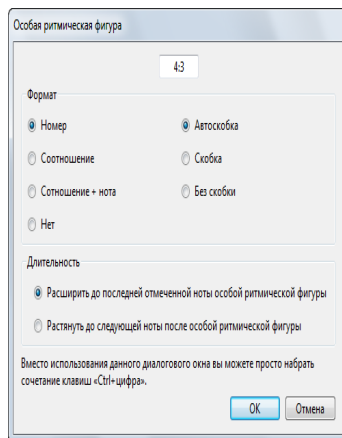 Особая ритмическая фигура
4:3
Формат
Номер
Автоскобка
Соотношение
Скобка
Сотношение + нота
Без скобки
Нет
Длительность
Расширить до последней отмеченной ноты особой ритмической фигуры
Растянуть до следующей ноты после особой ритмической фигуры
Вместо использования данного диалогового окна вы можете просто набрать
сочетание клавиш «Ctrl+цифра».
OK
Отмена